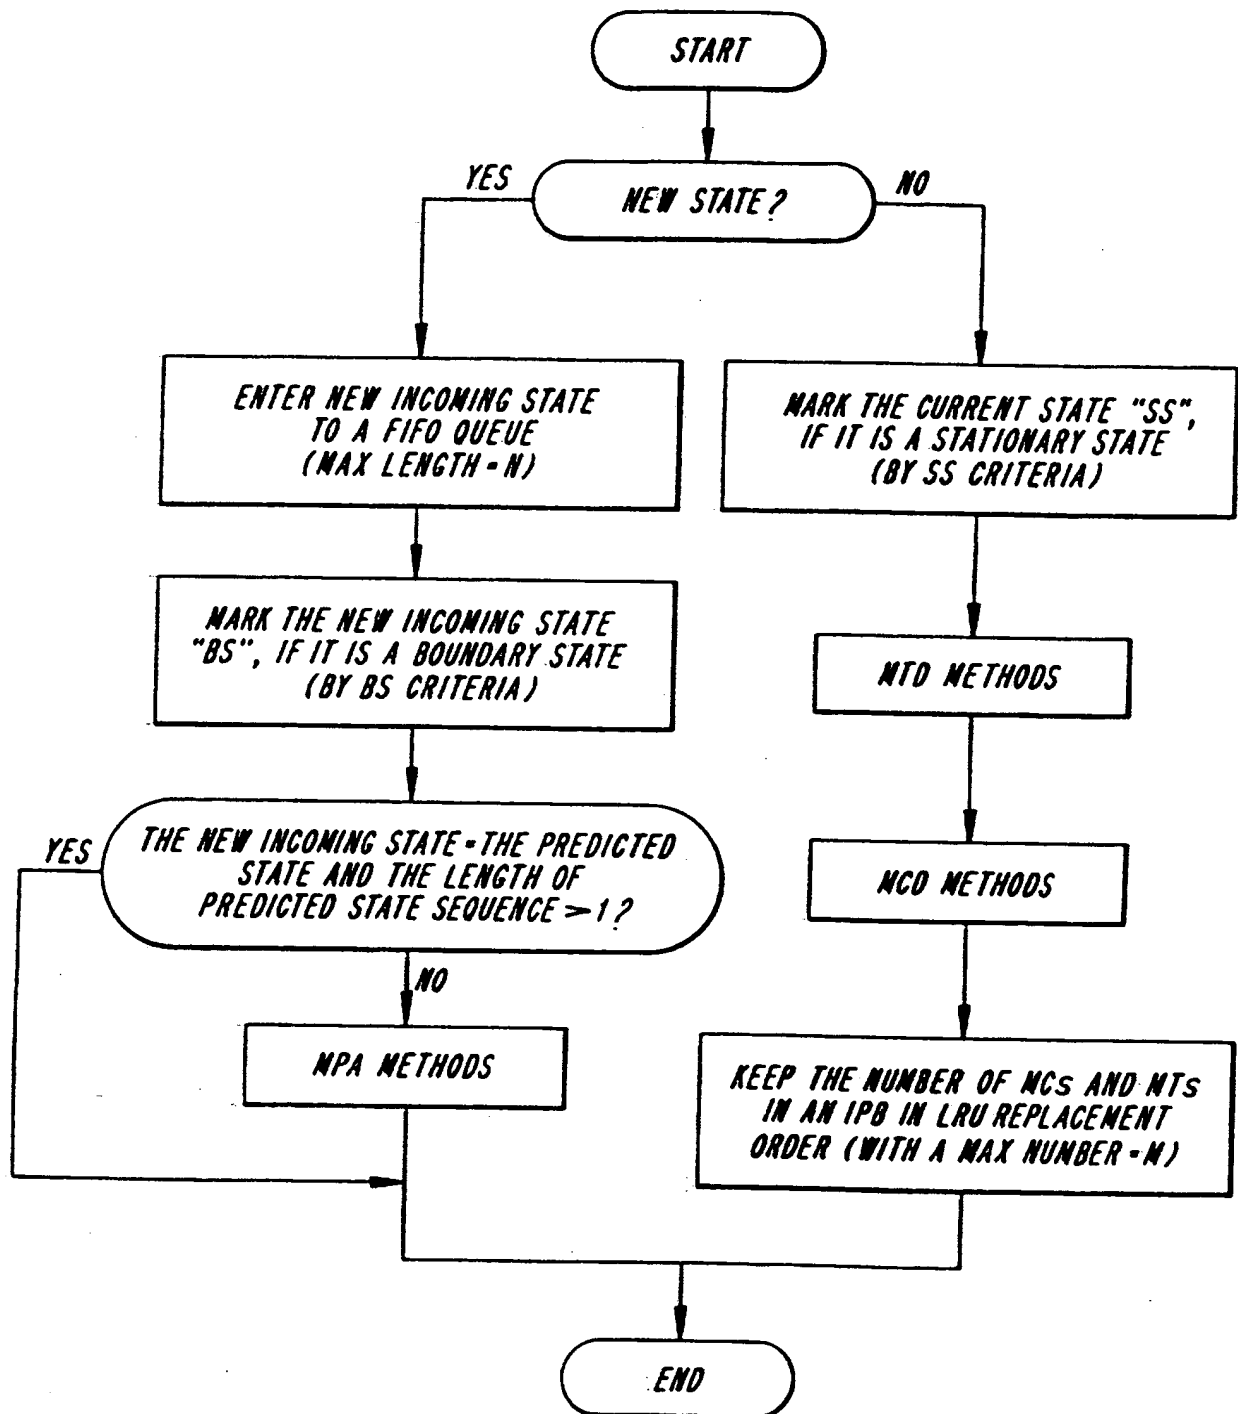 START
NEW STATE?
YES
NO
ENTER NEW INCOMING STATE
TO A FIFO QUEUE
(MAX LENGTH=N)
MARK THE NEW INCOMING STATE
"BS", IF IT IS A BOUNDARY STATE
(BY BS CRITERIA)
YES
THE NEW INCOMING STATE=THE PREDICTED
STATE AND THE LENGTH OF
PREDICTED STATE SEQUENCE >1?
NO
MPA METHODS
MARK THE CURRENT STATE "SS",
IF IT IS A STATIONARY STATE
(BY SS CRITERIA)
MTD METHODS
MCD METHODS
KEEP THE NUMBER OF MCs AND MTs
IN AN IPB IN LRU REPLACEMENT
ORDER (WITH A MAX NUMBER=M)
END